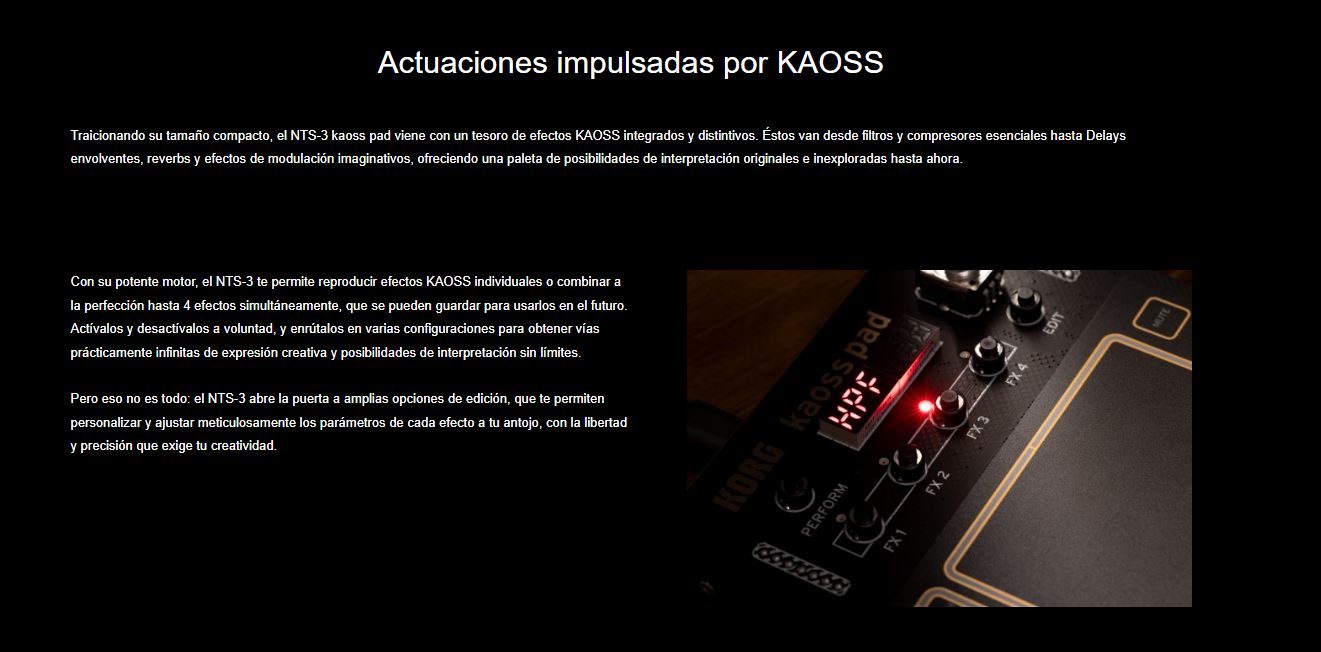 Actuaciones impulsadas por KAOSS
Traicionando su tamaño compacto, el NTS-3 kaoss pad viene con un tesoro de efectos KAOSS integrados y distintivos. Éstos van desde filtros y compresores esenciales hasta Delays
envolventes, reverbs y efectos de modulación imaginativos, ofreciendo una paleta de posibilidades de interpretación originales e inexploradas hasta ahora.
Con su potente motor, el NTS-3 te permite reproducir efectos KAOSS individuales o combinar a
la perfección hasta 4 efectos simultáneamente, que se pueden guardar para usarlos en el futuro.
Actívalos y desactívalos a voluntad, y enrútalos en varias configuraciones para obtener vías
prácticamente infinitas de expresión creativa y posibilidades de interpretación sin límites.
Pero eso no es todo: el NTS-3 abre la puerta a amplias opciones de edición, que te permiten
personalizar y ajustar meticulosamente los parámetros de cada efecto a tu antojo, con la libertad
y precisión que exige tu creatividad.
KORG kaoss pad
HPF
EDIT
MUTE
FX 4
FX 3
FX 2
FX 1
PERFORM